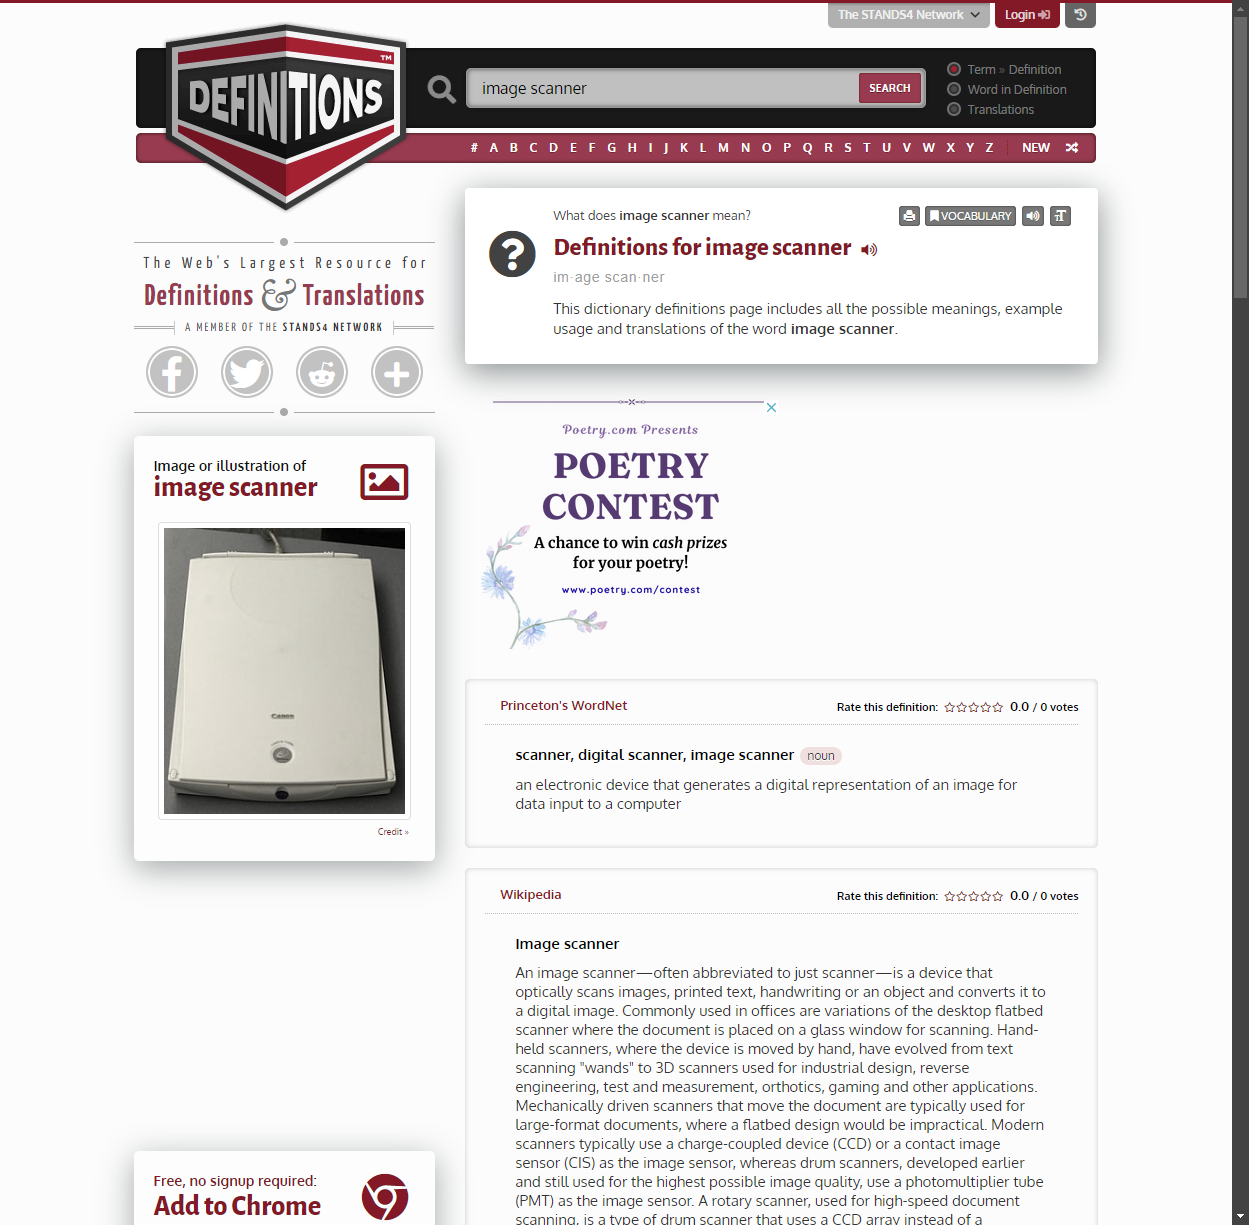 The STANDS4 Network
Login
DEFINITIONS
TM
image scanner
SEARCH
Term » Definition
Word in Definition
Translations
# A B C D E F G H I J K L M N O P Q R S T U V W X Y Z NEW
The Web's Largest Resource for
Definitions & Translations
A MEMBER OF THE STANDS4 NETWORK
What does image scanner mean?
VOCABULARY
Definitions for image scanner
im·age scan·ner
This dictionary definitions page includes all the possible meanings, example
usage and translations of the word image scanner.
Image or illustration of
image scanner
Canon
Credit »
Poetry.com Presents
POETRY
CONTEST
A chance to win cash prizes
for your poetry!
www.poetry.com/contest
Princeton's WordNet
Rate this definition: 0.0 / 0 votes
scanner, digital scanner, image scanner noun
an electronic device that generates a digital representation of an image for
data input to a computer
Wikipedia
Rate this definition: 0.0 / 0 votes
Image scanner
An image scanner—often abbreviated to just scanner—is a device that
optically scans images, printed text, handwriting or an object and converts it to
a digital image. Commonly used in offices are variations of the desktop flatbed
scanner where the document is placed on a glass window for scanning. Hand-
held scanners, where the device is moved by hand, have evolved from text
scanning "wands" to 3D scanners used for industrial design, reverse
engineering, test and measurement, orthotics, gaming and other applications.
Mechanically driven scanners that move the document are typically used for
large-format documents, where a flatbed design would be impractical. Modern
scanners typically use a charge-coupled device (CCD) or a contact image
sensor (CIS) as the image sensor, whereas drum scanners, developed earlier
and still used for the highest possible image quality, use a photomultiplier tube
(PMT) as the image sensor. A rotary scanner, used for high-speed document
scanning, is a type of drum scanner that uses a CCD array instead of a
Free, no signup required:
Add to Chrome